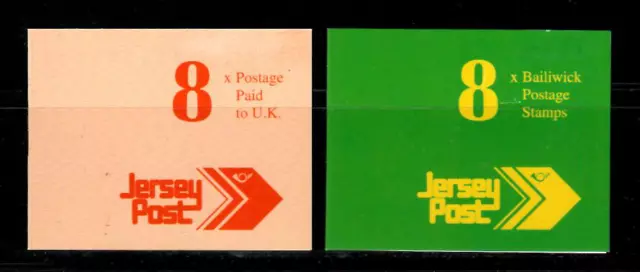 8 x Postage
Paid
to U.K.
Jersey
Post
8 x Bailiwick
Postage
Stamps
Jersey
Post